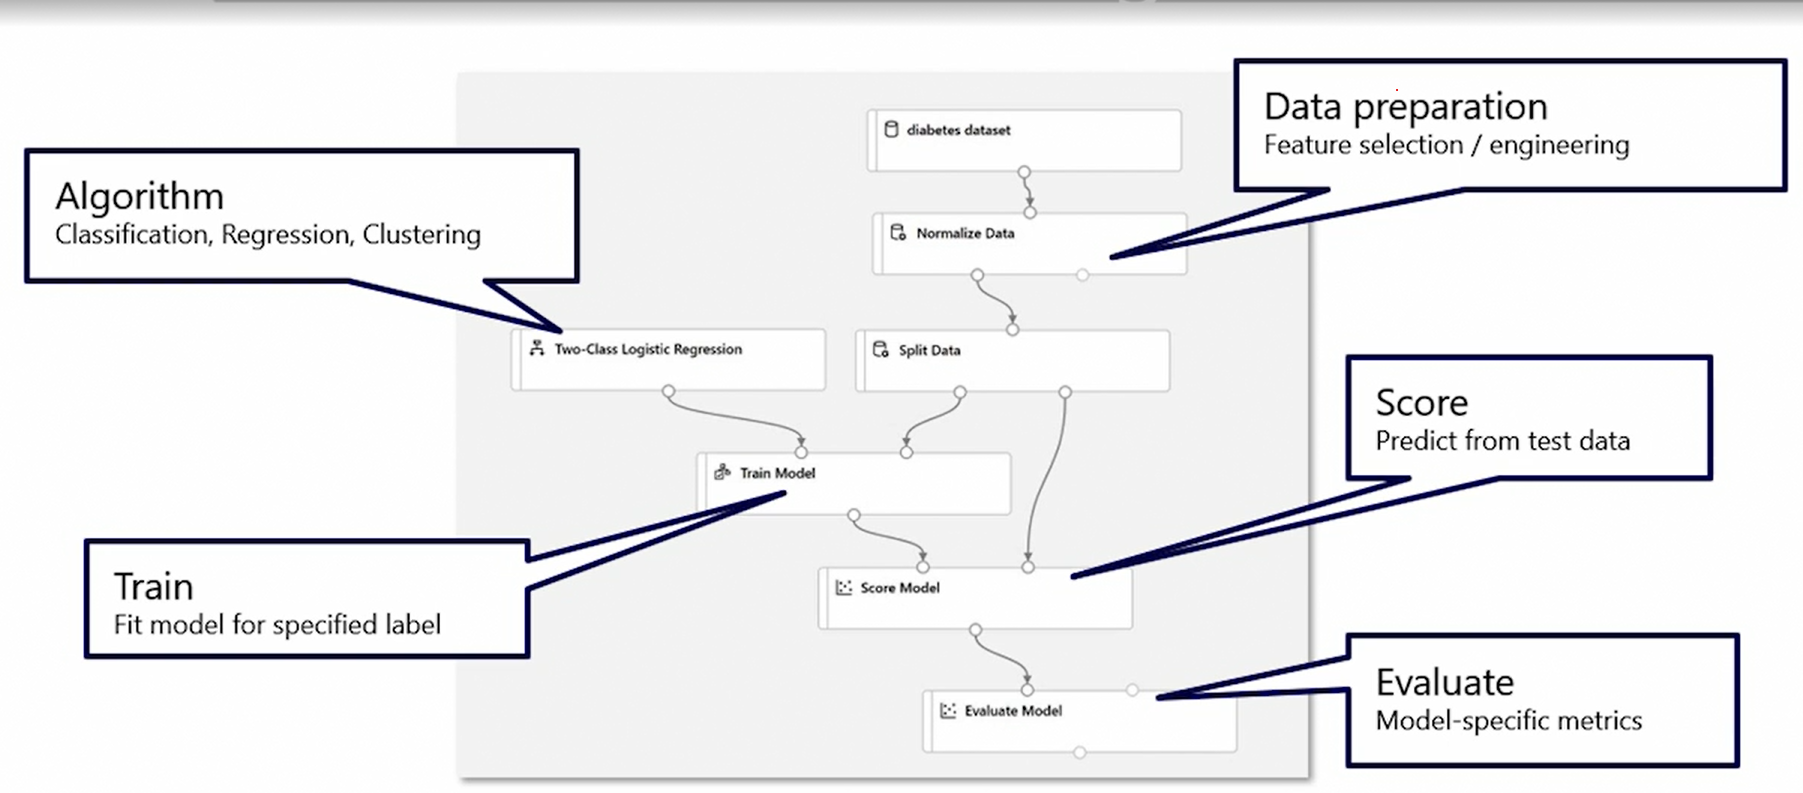 Data preparation
Feature selection / engineering
diabetes dataset
Algorithm
Classification, Regression, Clustering
Normalize Data
Two-Class Logistic Regression
Split Data
Score
Predict from test data
Train Model
Train
Fit model for specified label
Score Model
Evaluate
Model-specific metrics
Evaluate Model